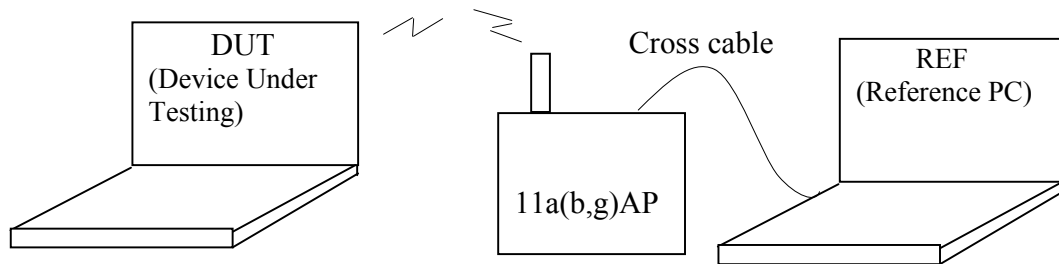 DUT
(Device Under
Testing)
Cross cable
REF
(Reference PC)
11a(b,g)AP